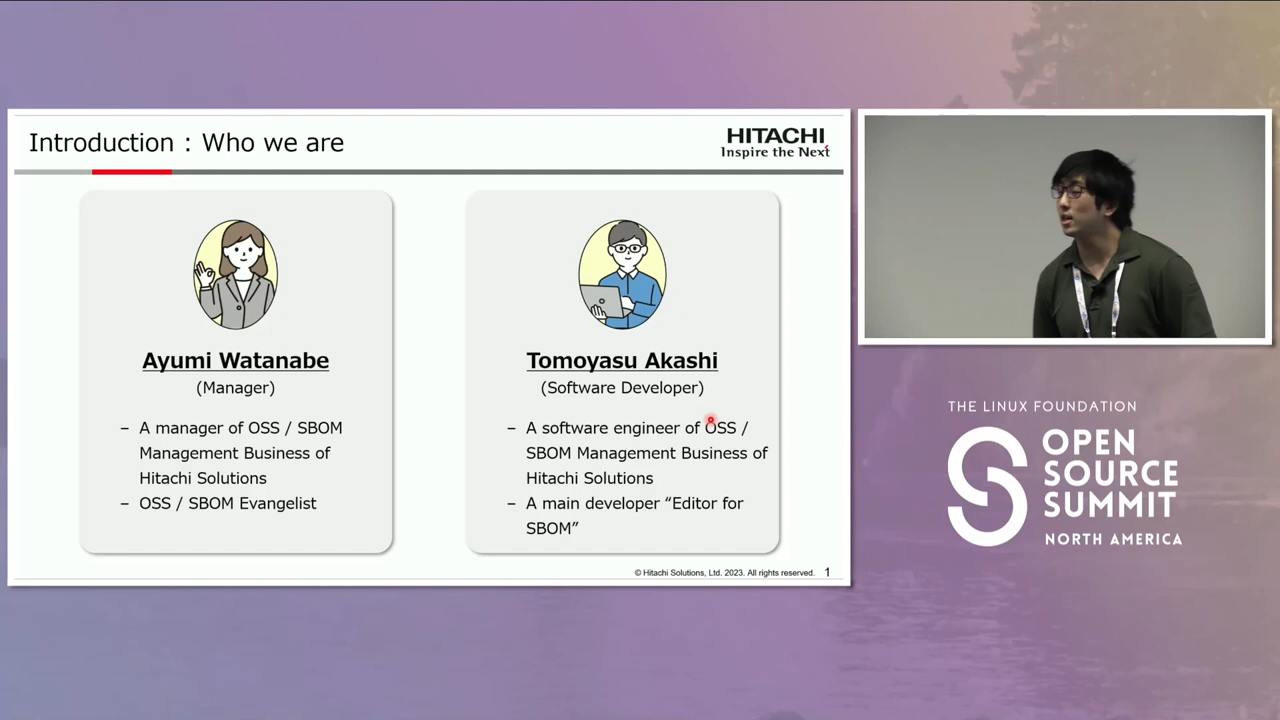 Introduction : Who we are
HITACHI
Inspire the Next
Ayumi Watanabe
(Manager)
– A manager of OSS / SBOM
Management Business of
Hitachi Solutions
– OSS / SBOM Evangelist
Tomoyasu Akashi
(Software Developer)
– A software engineer of OSS /
SBOM Management Business of
Hitachi Solutions
– A main developer “Editor for
SBOM”
© Hitachi Solutions, Ltd. 2023. All rights reserved. 1
THE LINUX FOUNDATION
OPEN
SOURCE
SUMMIT
NORTH AMERICA